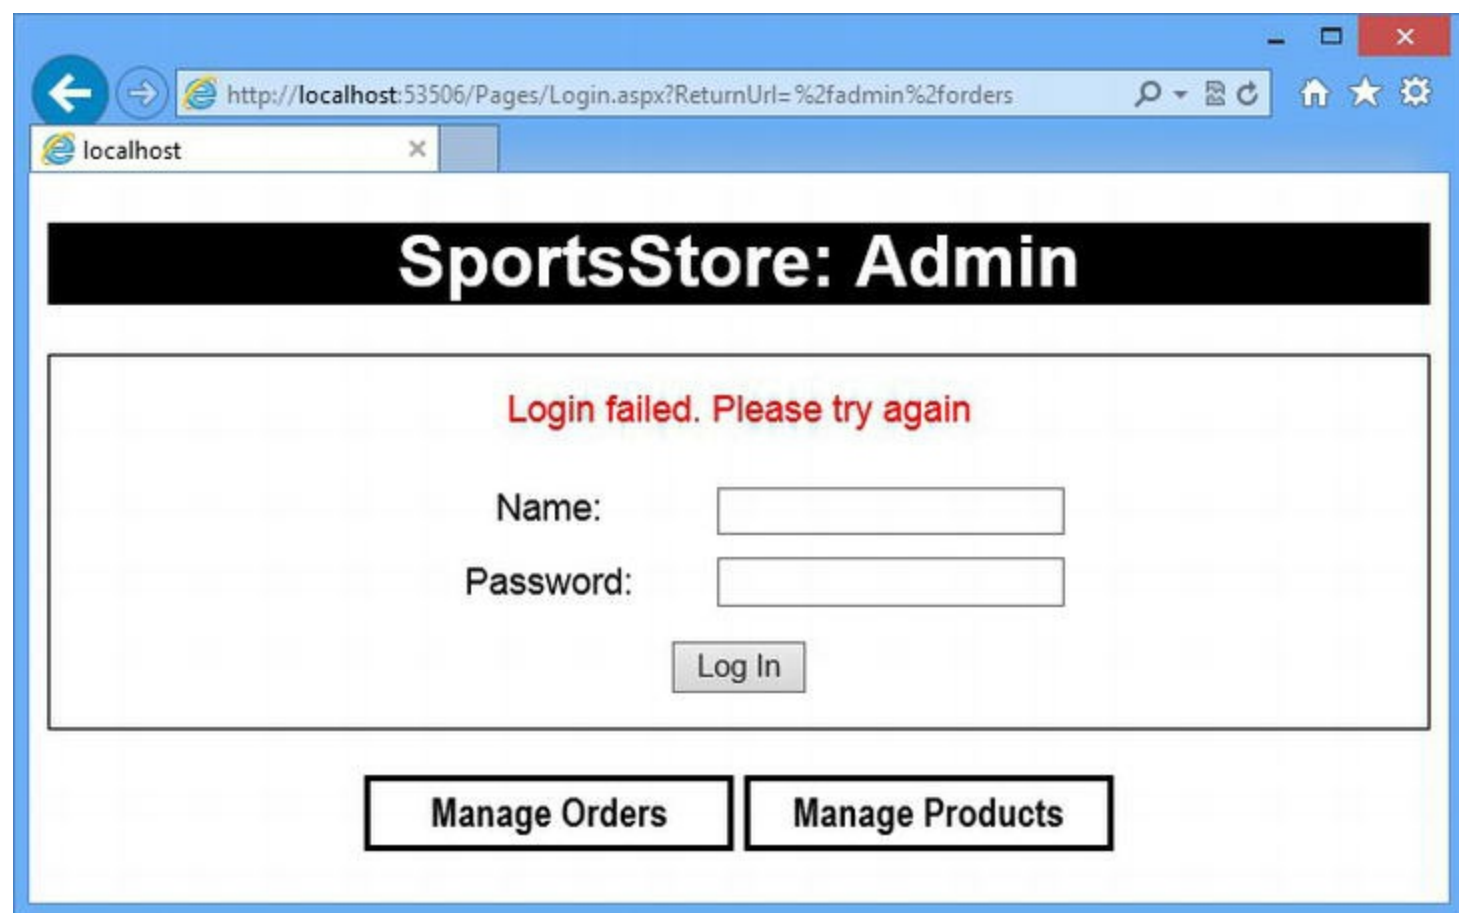 http://localhost:53506/Pages/Login.aspx?ReturnUrl=%2fadmin%2forders
localhost
SportsStore: Admin
Login failed. Please try again
Name:
Password:
Log In
Manage Orders Manage Products